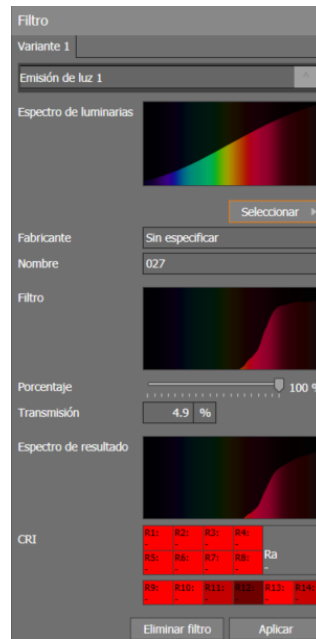 Filtro
Variante 1
Emisión de luz 1
Espectro de luminarias
Seleccionar
Fabricante Sin especificar
Nombre 027
Filtro
Porcentaje 100 %
Transmisión 4.9 %
Espectro de resultado
CRI
R1: R2: R3: R4:
- - - -
R5: R6: R7: R8: Ra
- - - - -
R9: R10: R11: R12: R13: R14:
- - - - - -
Eliminar filtro Aplicar